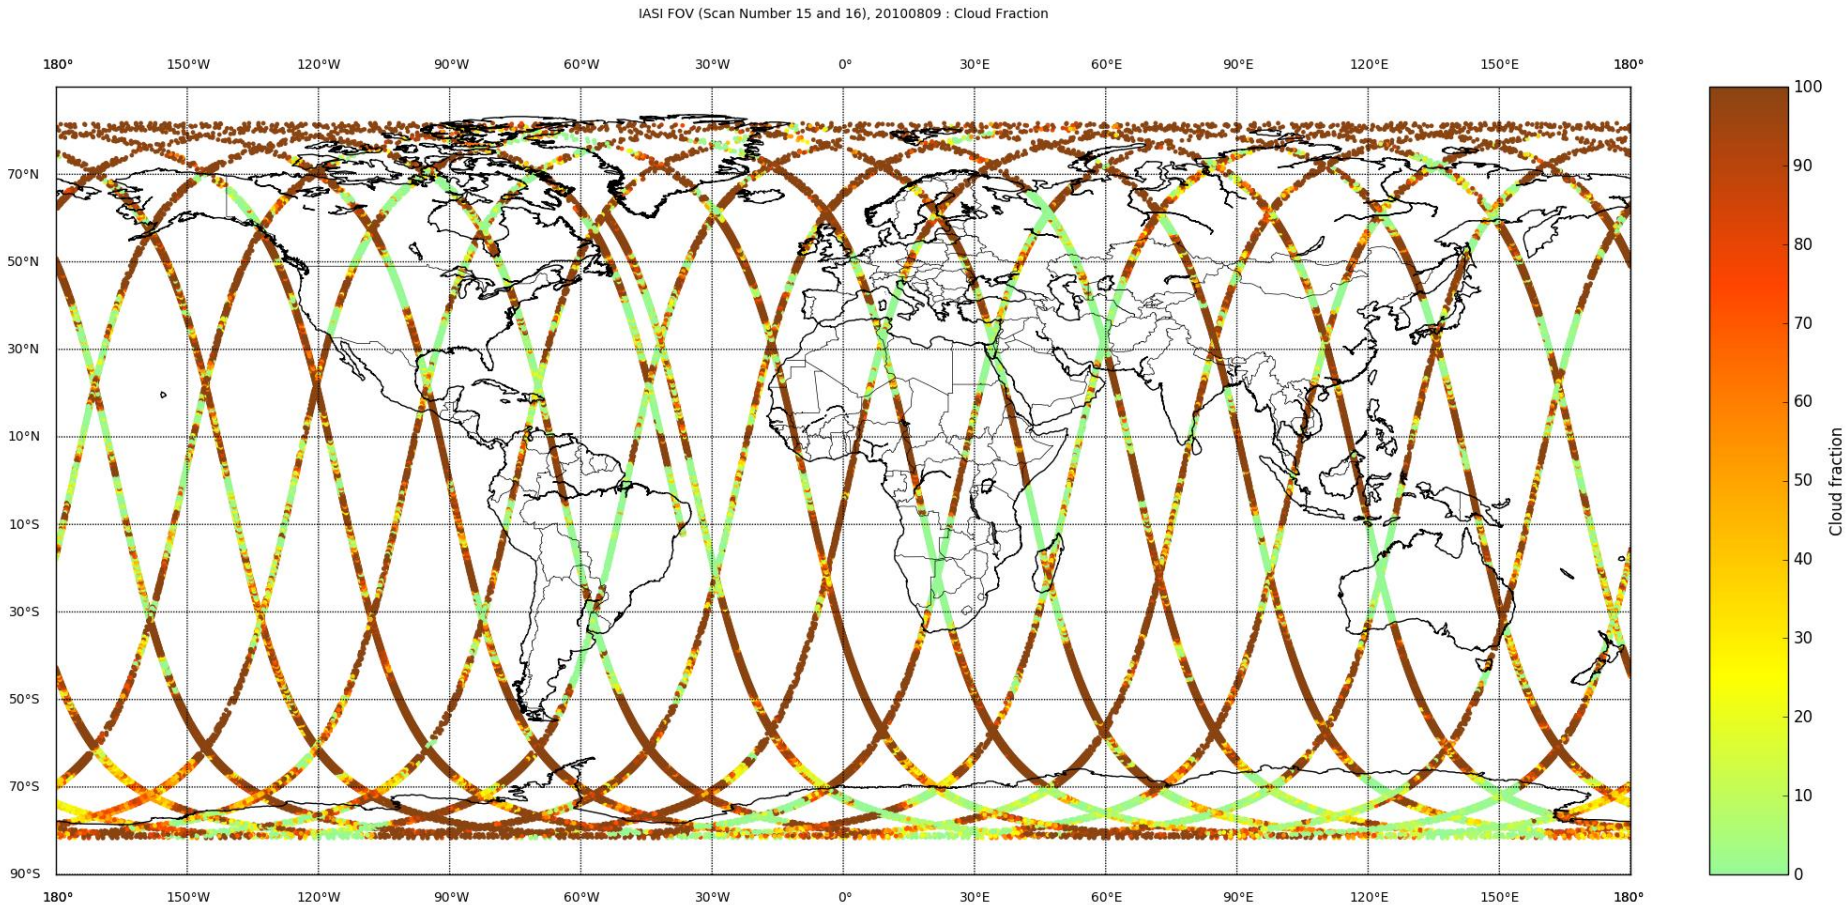 IASI FOV (Scan Number 15 and 16), 20100809 : Cloud Fraction
180° 150°W 120°W 90°W 60°W 30°W 0° 30°E 60°E 90°E 120°E 150°E 180°
70°N
50°N
30°N
10°N
10°S
30°S
50°S
70°S
90°S
180° 150°W 120°W 90°W 60°W 30°W 0° 30°E 60°E 90°E 120°E 150°E 180°
100
90
80
70
60
50
40
30
20
10
0
Cloud fraction